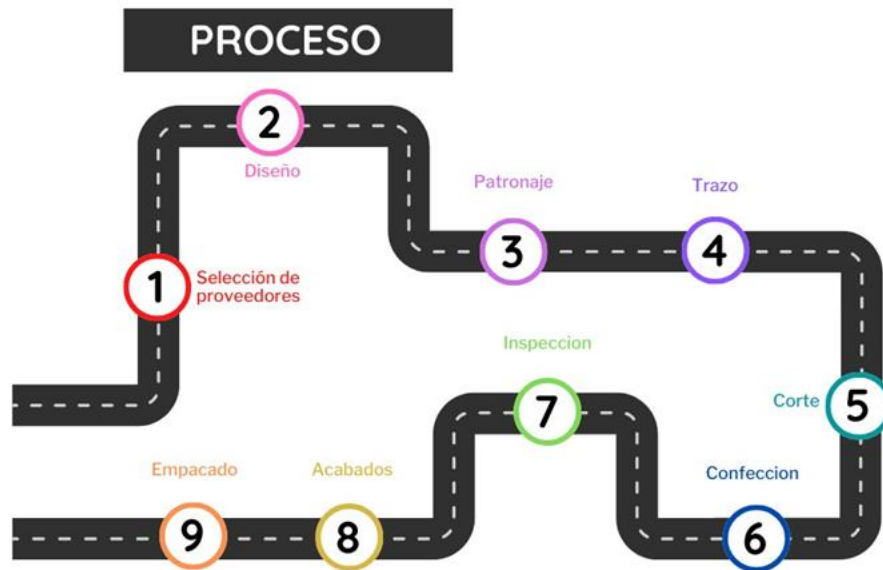 PROCESO
1
Selección de
proveedores
2
Diseño
3
Patronaje
4
Trazo
5
Corte
6
Confeccion
7
Inspeccion
8
Acabados
9
Empacado